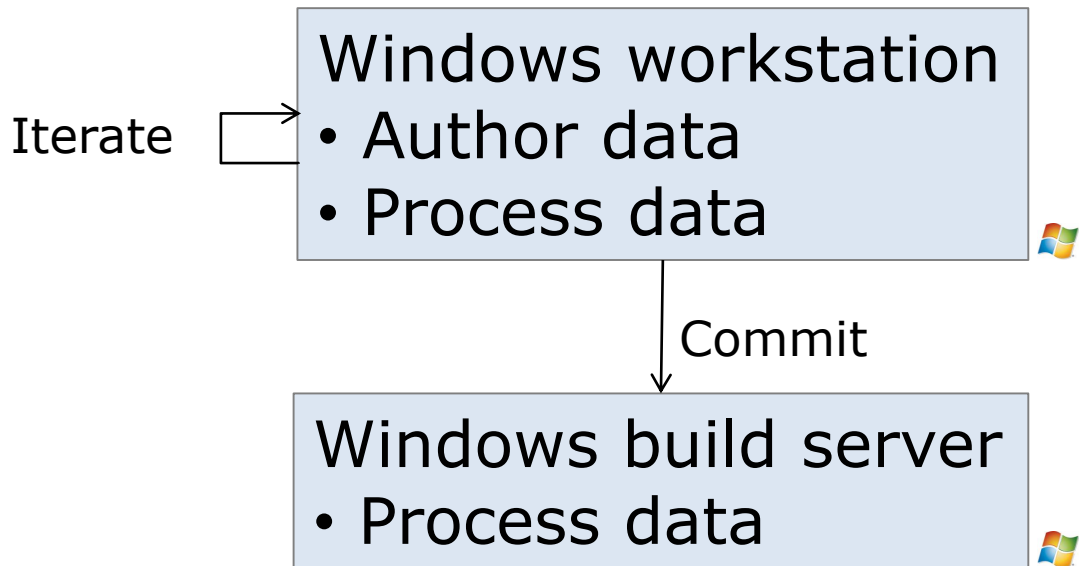 Windows workstation
Iterate
• Author data
• Process data
Commit
Windows build server
• Process data